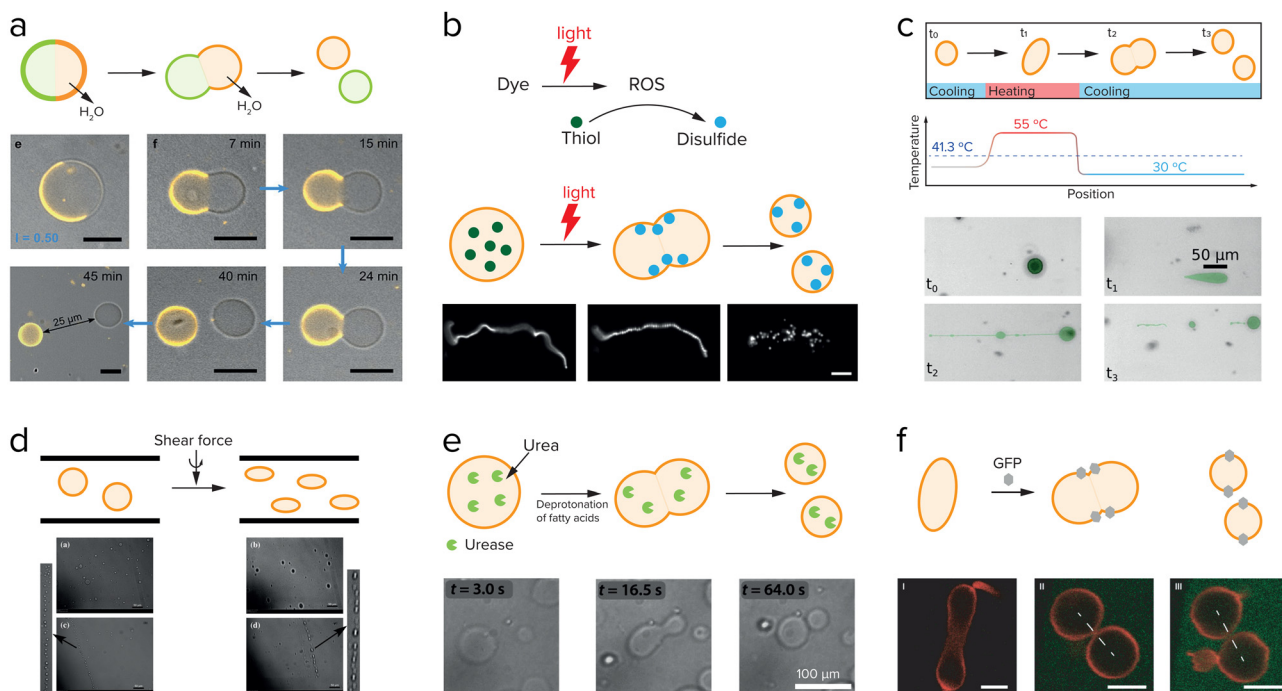 a
H₂O
H₂O
e
I = 0.50
f
7 min
15 min
45 min
25 µm
40 min
24 min
b
light
Dye
ROS
Thiol
Disulfide
light
c
t₀
t₁
t₂
t₃
Cooling
Heating
Cooling
Temperature
41.3 ºC
55 ºC
30 ºC
Position
t₀
50 µm
t₁
t₂
t₃
d
Shear force
(a)
(b)
(c)
(d)
e
Urea
Deprotonation
of fatty acids
Urease
t = 3.0 s
t = 16.5 s
t = 64.0 s
100 µm
f
GFP
I
II
III